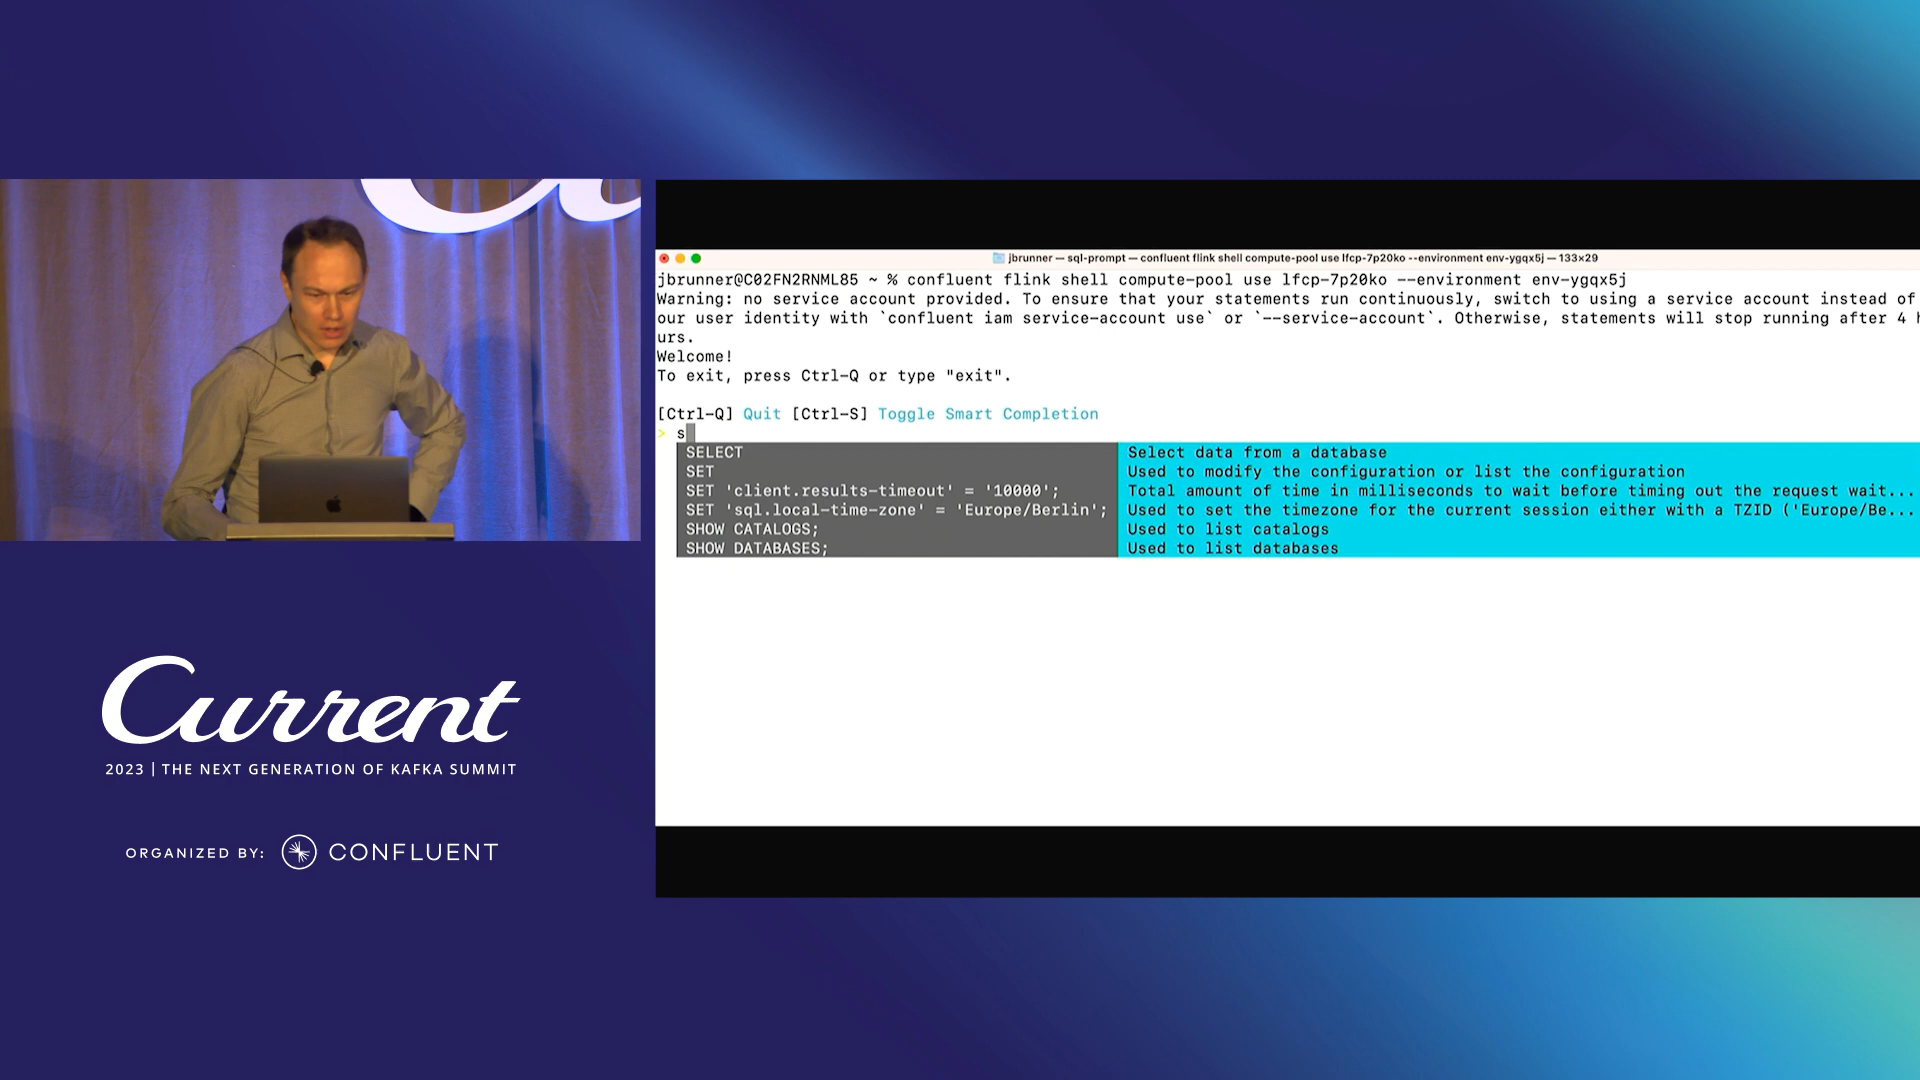 Current
2023 | THE NEXT GENERATION OF KAFKA SUMMIT
ORGANIZED BY: CONFLUENT
jbrunner — sql-prompt — confluent flink shell compute-pool use lfcp-7p20ko --environment env-ygqx5j — 133×29
jbrunner@C02FN2RNML85 ~ % confluent flink shell compute-pool use lfcp-7p20ko --environment env-ygqx5j
Warning: no service account provided. To ensure that your statements run continuously, switch to using a service account instead of
our user identity with `confluent iam service-account use` or `--service-account`. Otherwise, statements will stop running after 4 h
urs.
Welcome!
To exit, press Ctrl-Q or type "exit".
[Ctrl-Q] Quit [Ctrl-S] Toggle Smart Completion
> s
SELECT Select data from a database
SET Used to modify the configuration or list the configuration
SET 'client.results-timeout' = '10000'; Total amount of time in milliseconds to wait before timing out the request wait...
SET 'sql.local-time-zone' = 'Europe/Berlin'; Used to set the timezone for the current session either with a TZID ('Europe/Be...
SHOW CATALOGS; Used to list catalogs
SHOW DATABASES; Used to list databases